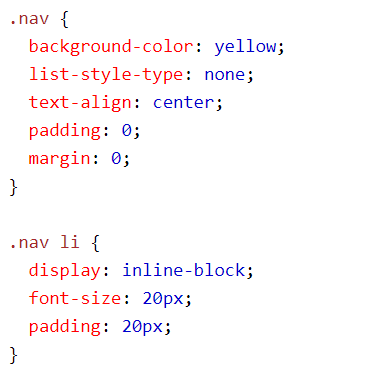 .nav {
  background-color: yellow;
  list-style-type: none;
  text-align: center;
  padding: 0;
  margin: 0;
}

.nav li {
  display: inline-block;
  font-size: 20px;
  padding: 20px;
}